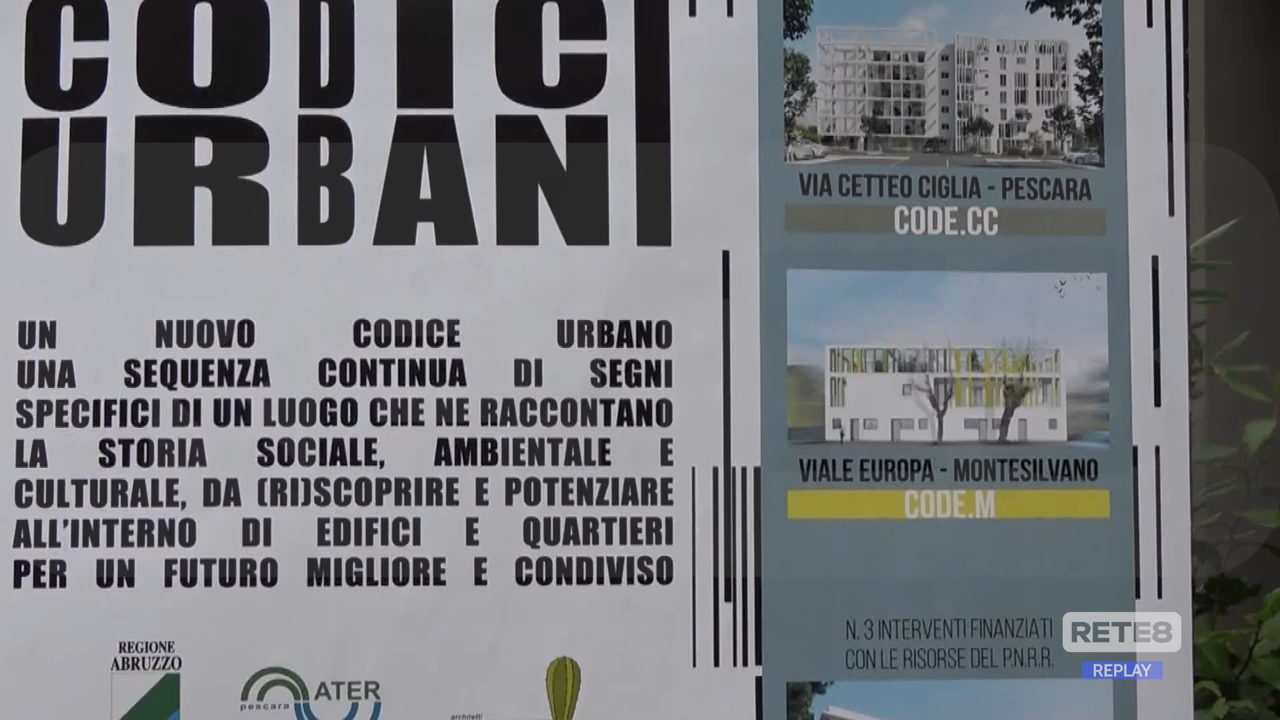 CODICI
URBANI
UN NUOVO CODICE URBANO
UNA SEQUENZA CONTINUA DI SEGNI
SPECIFICI DI UN LUOGO CHE NE RACCONTANO
LA STORIA SOCIALE, AMBIENTALE E
CULTURALE, DA (RI)SCOPRIRE E POTENZIARE
ALL'INTERNO DI EDIFICI E QUARTIERI
PER UN FUTURO MIGLIORE E CONDIVISO
REGIONE
ABRUZZO
pescara ATER
architetti
VIA CETTEO CIGLIA - PESCARA
CODE.CC
VIALE EUROPA - MONTESILVANO
CODE.M
N. 3 INTERVENTI FINANZIATI
CON LE RISORSE DEL P.N.R.R.
RETE8
REPLAY